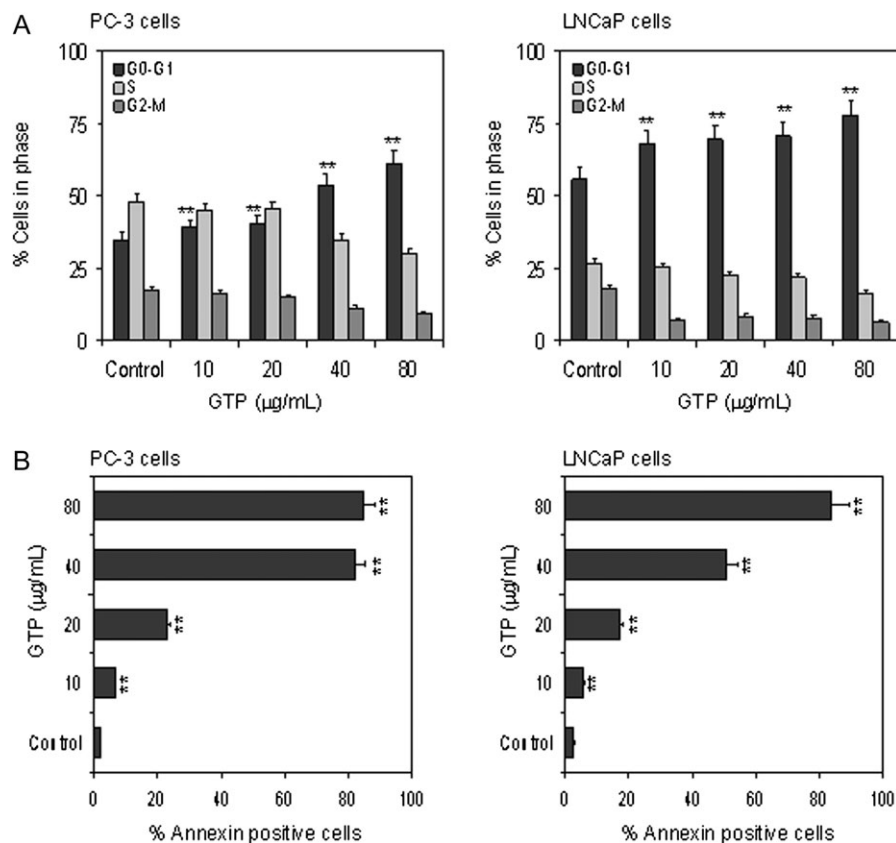 A
PC-3 cells
% Cells in phase
100
75
50
25
0
G0-G1
S
G2-M
** ** ** **
Control 10 20 40 80
GTP (µg/mL)
LNCaP cells
% Cells in phase
100
75
50
25
0
G0-G1
S
G2-M
** ** ** **
Control 10 20 40 80
GTP (µg/mL)
B
PC-3 cells
GTP (µg/mL)
80 **
40 **
20 **
10 **
Control
0 20 40 60 80 100
% Annexin positive cells
LNCaP cells
GTP (µg/mL)
80 **
40 **
20 **
10 **
Control
0 20 40 60 80 100
% Annexin positive cells